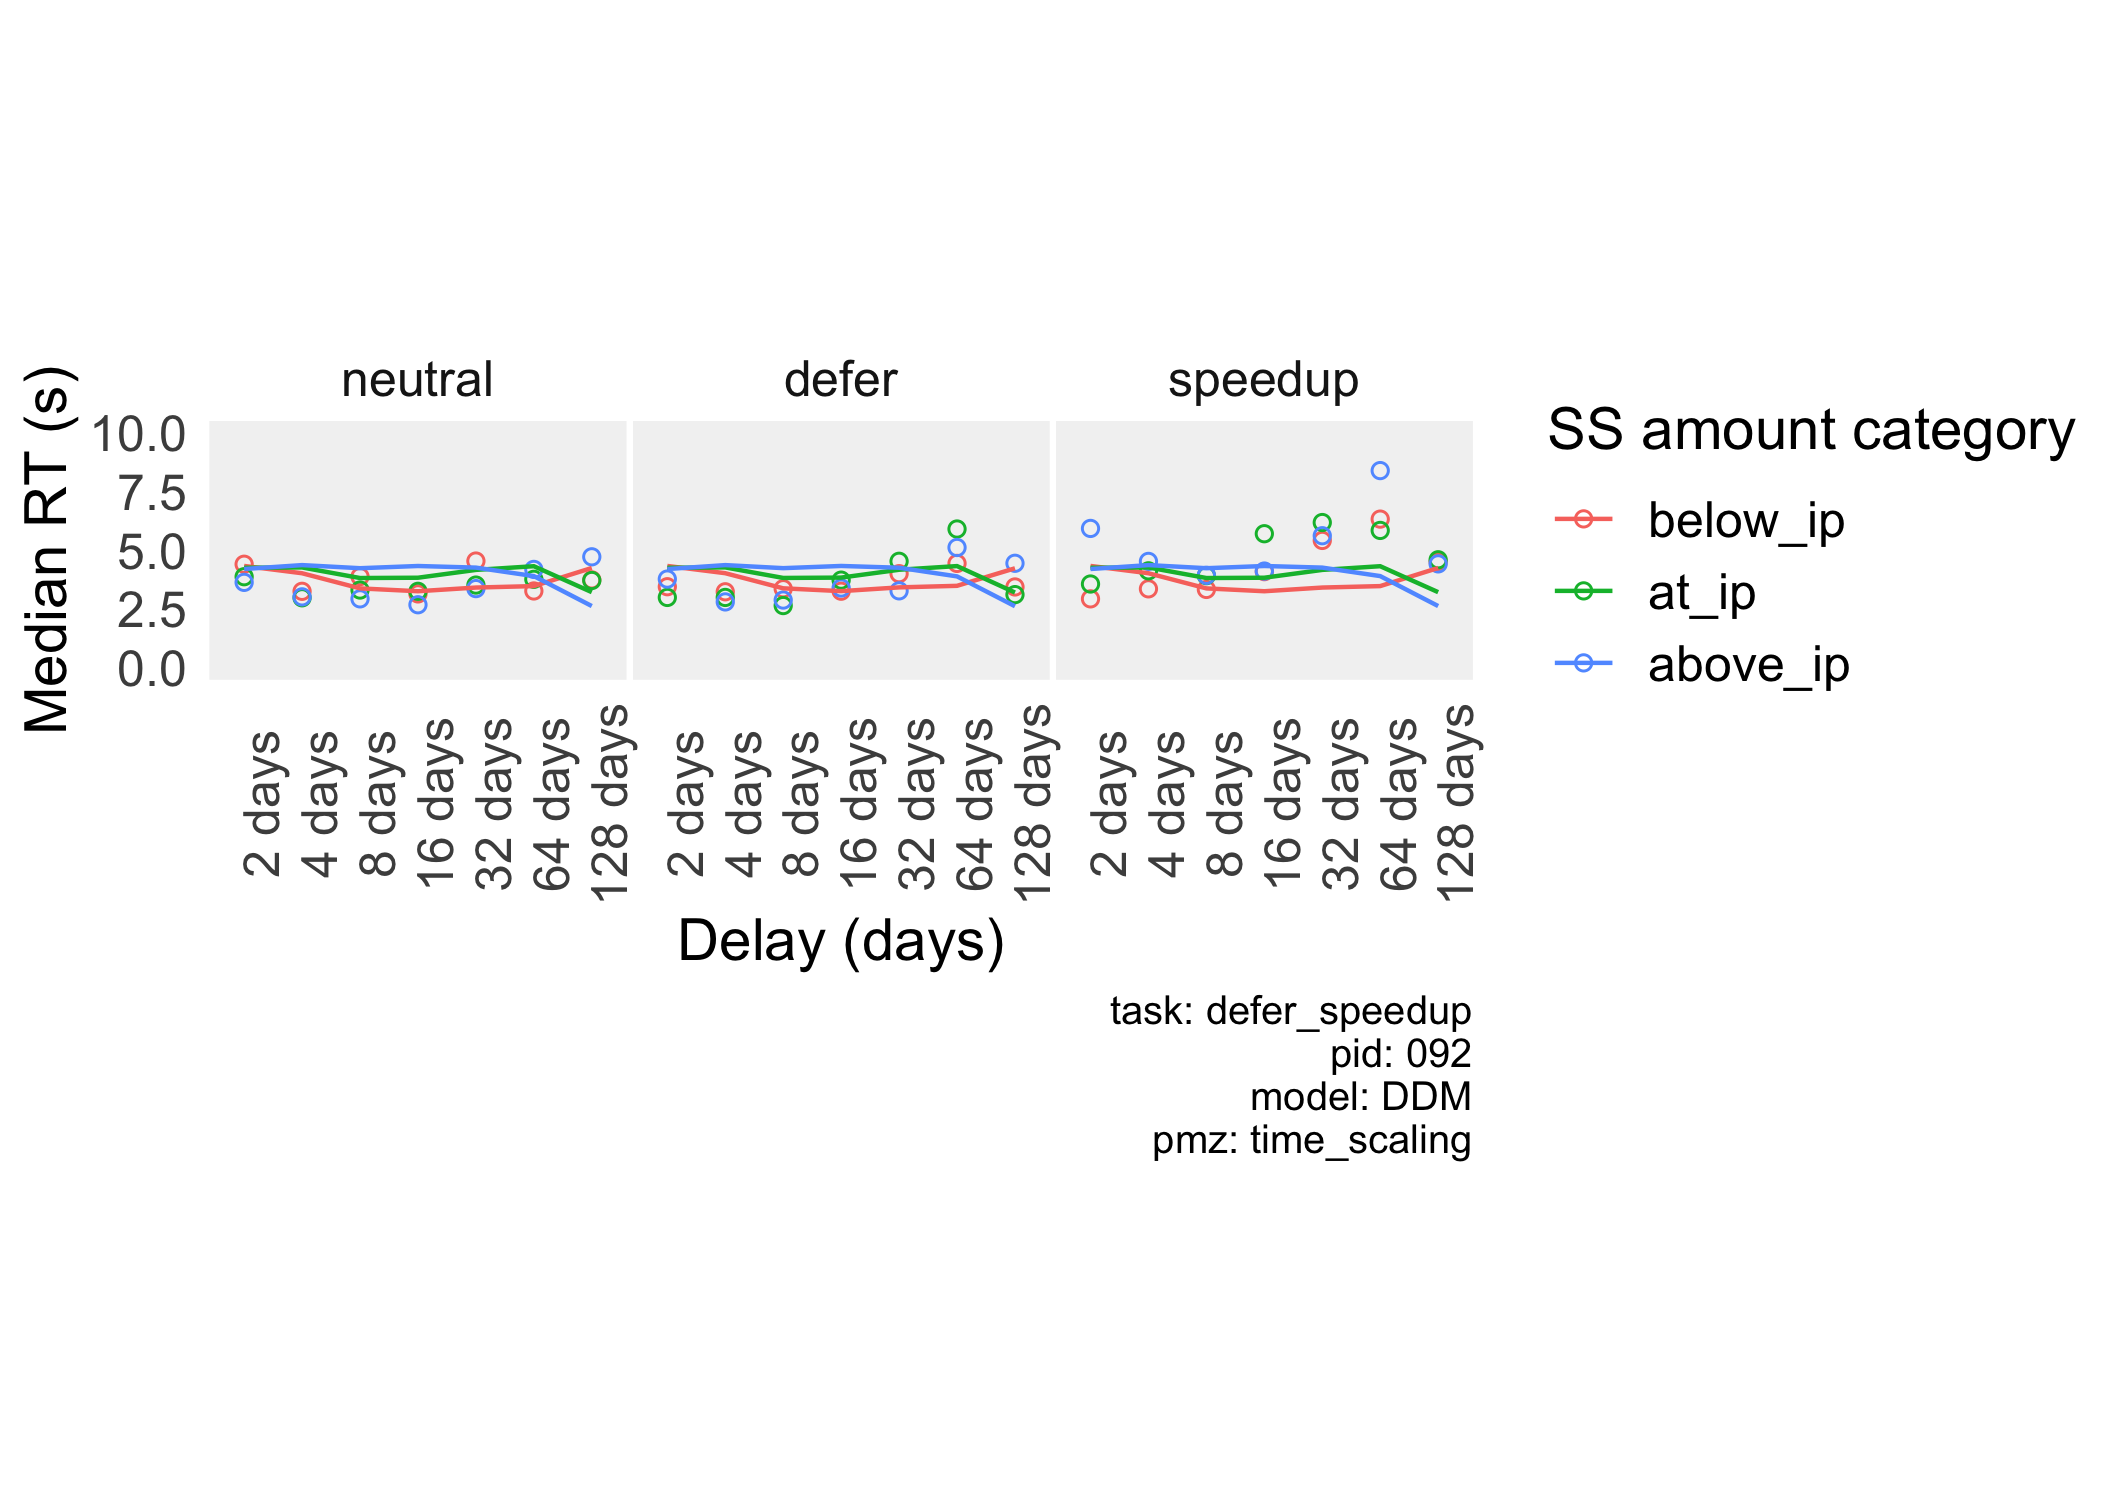 neutral
defer
speedup
Median RT (s)
10.0
7.5
5.0
2.5
0.0
2 days
4 days
8 days
16 days
32 days
64 days
128 days
2 days
4 days
8 days
16 days
32 days
64 days
128 days
2 days
4 days
8 days
16 days
32 days
64 days
128 days
Delay (days)
SS amount category
below_ip
at_ip
above_ip
task: defer_speedup
pid: 092
model: DDM
pmz: time_scaling